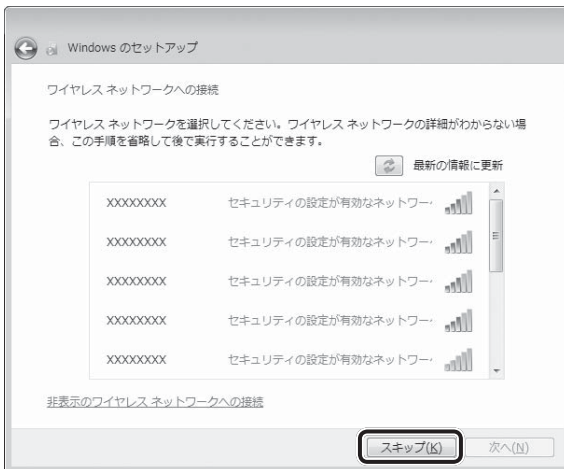 Windows のセットアップ
ワイヤレス ネットワークへの接続
ワイヤレス ネットワークを選択してください。ワイヤレス ネットワークの詳細がわからない場
合、この手順を省略して後で実行することができます。
最新の情報に更新
XXXXXXXX セキュリティの設定が有効なネットワー
XXXXXXXX セキュリティの設定が有効なネットワー
XXXXXXXX セキュリティの設定が有効なネットワー
XXXXXXXX セキュリティの設定が有効なネットワー
XXXXXXXX セキュリティの設定が有効なネットワー
非表示のワイヤレス ネットワークへの接続
スキップ(K) 次へ(N)